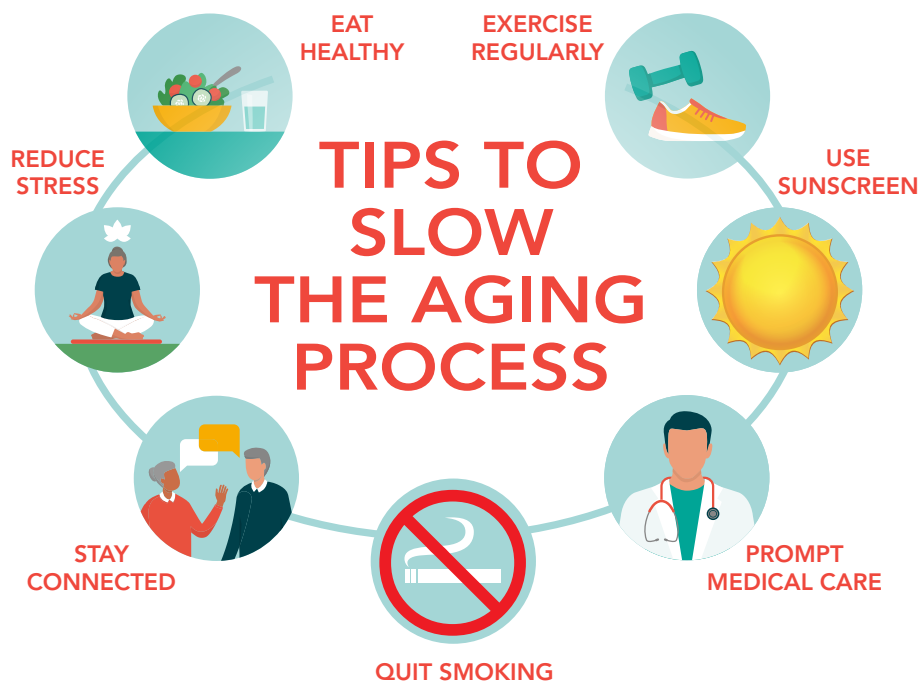 EAT
HEALTHY
EXERCISE
REGULARLY
REDUCE
STRESS
TIPS TO
SLOW
THE AGING
PROCESS
USE
SUNSCREEN
STAY
CONNECTED
PROMPT
MEDICAL CARE
QUIT SMOKING